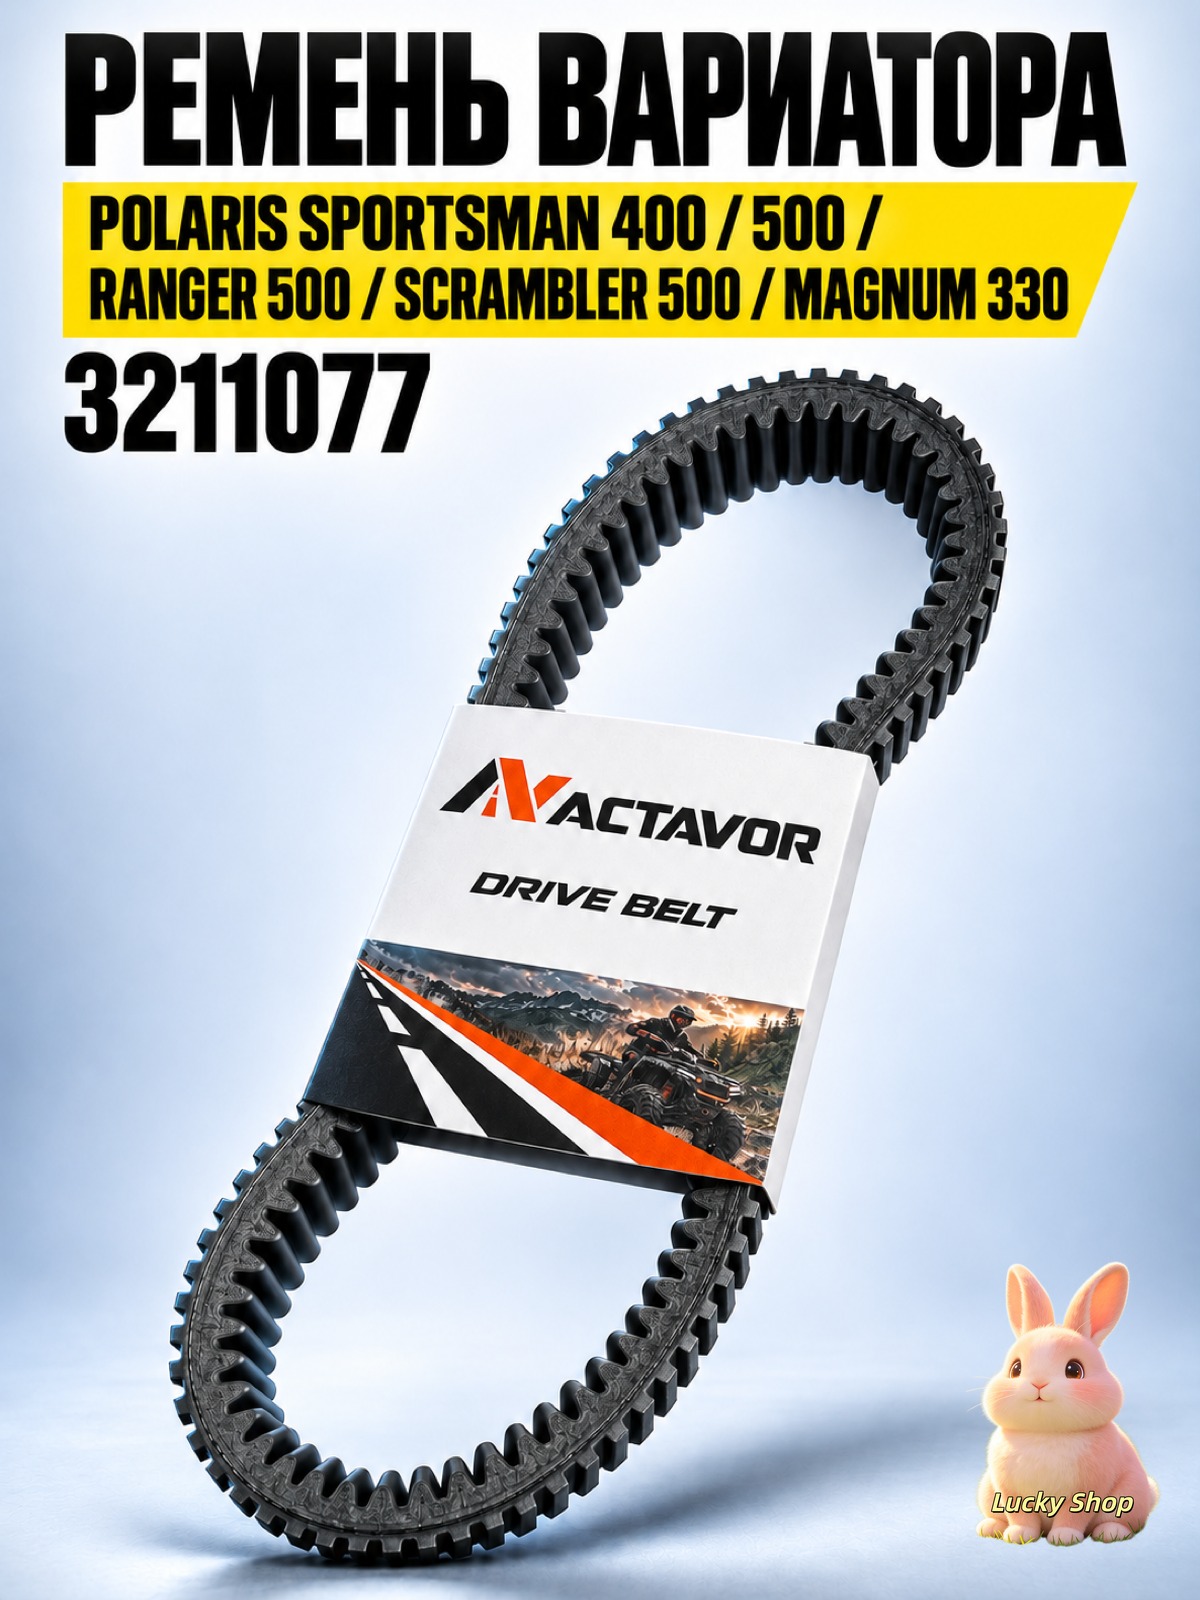 РЕМЕНЬ ВАРИАТОРА
POLARIS SPORTSMAN 400 / 500 /
RANGER 500 / SCRAMBLER 500 / MAGNUM 330
3211077
ACTAVOR
DRIVE BELT
Lucky Shop